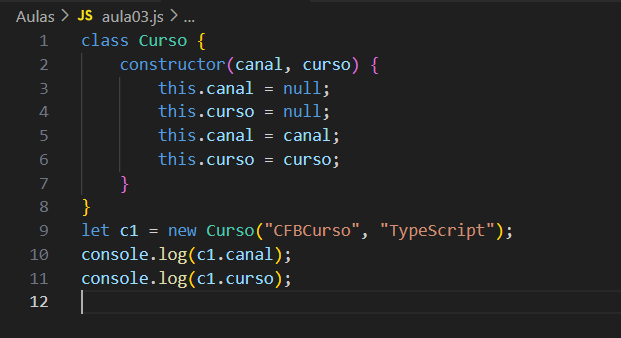 Aulas > JS aula03.js > ...
1 class Curso {
2     constructor(canal, curso) {
3         this.canal = null;
4         this.curso = null;
5         this.canal = canal;
6         this.curso = curso;
7     }
8 }
9 let c1 = new Curso("CFBCurso", "TypeScript");
10 console.log(c1.canal);
11 console.log(c1.curso);
12